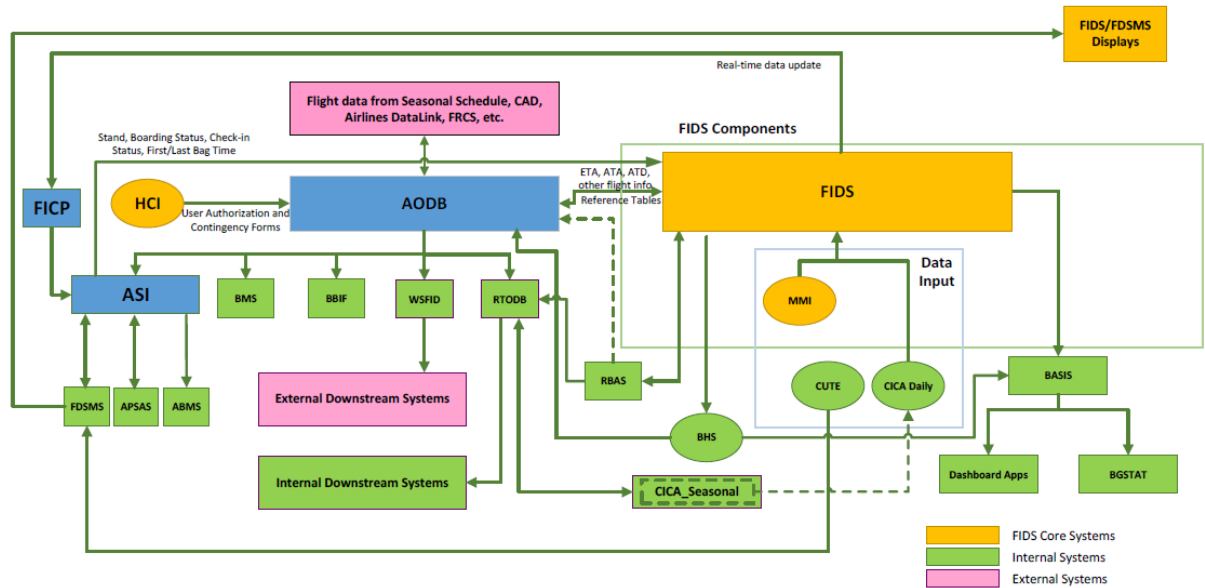 FIDS/FDSMS
Displays
Real-time data update
Flight data from Seasonal Schedule, CAD,
Airlines DataLink, FRCS, etc.
FIDS Components
Stand, Boarding Status, Check-in
Status, First/Last Bag Time
FICP
HCI
User Authorization and
Contingency Forms
AODB
ETA, ATA, ATD,
other flight info
Reference Tables
FIDS
Data
Input
MMI
ASI
BMS
BBIF
WSFID
RTODB
RBAS
CUTE
CICA Daily
BASIS
FDSMS
APSAS
ABMS
External Downstream Systems
BHS
Internal Downstream Systems
CICA_Seasonal
Dashboard Apps
BGSTAT
FIDS Core Systems
Internal Systems
External Systems